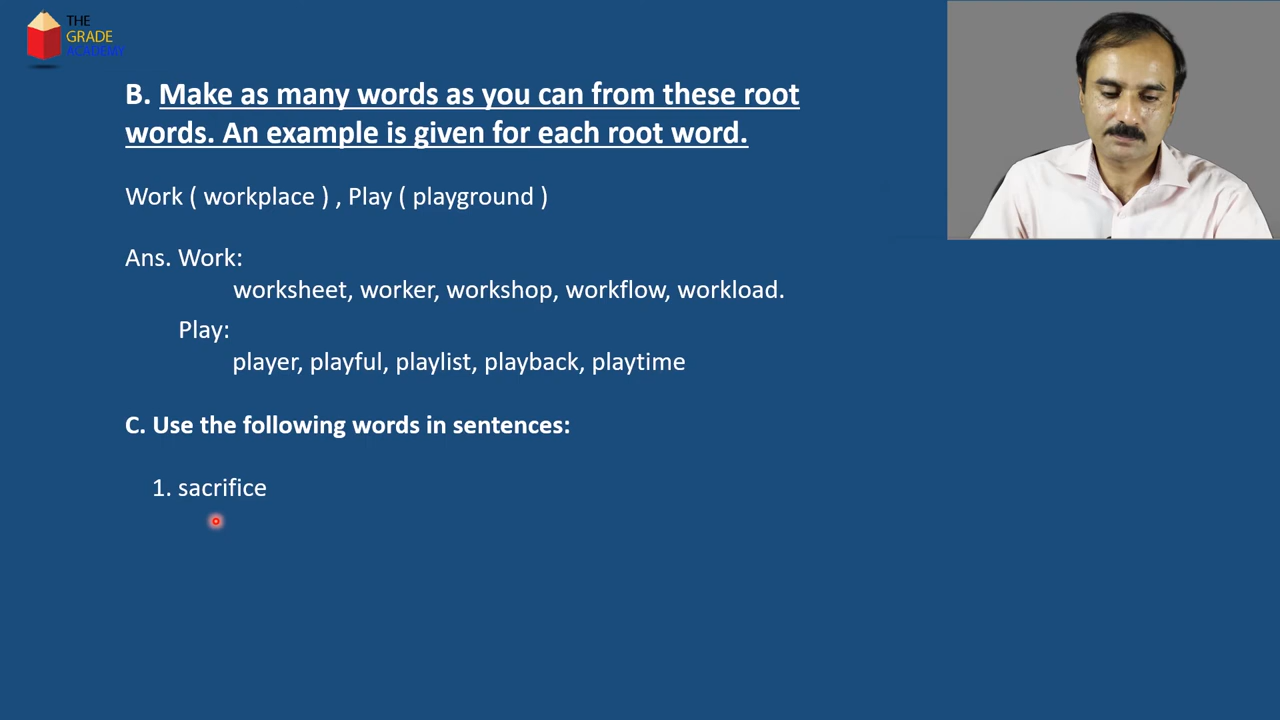 THE
GRADE
ACADEMY
B. Make as many words as you can from these root
words. An example is given for each root word.
Work ( workplace ) , Play ( playground )
Ans. Work:
worksheet, worker, workshop, workflow, workload.
Play:
player, playful, playlist, playback, playtime
C. Use the following words in sentences:
1. sacrifice